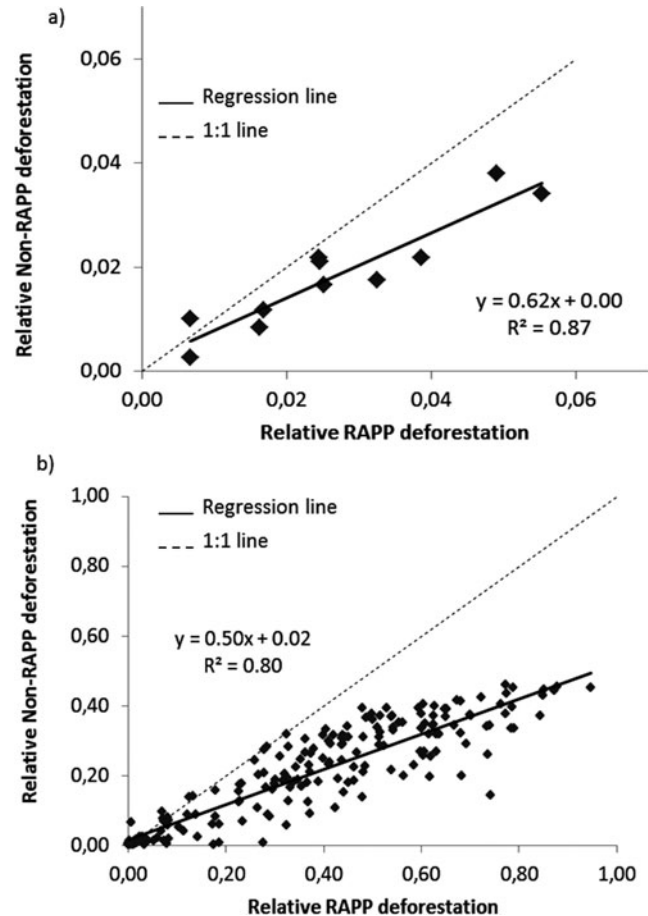 a)
Relative Non-RAPP deforestation
0,06
0,04
0,02
0,00
Regression line
1:1 line
y = 0.62x + 0.00
R² = 0.87
0,00 0,02 0,04 0,06
Relative RAPP deforestation
b)
Relative Non-RAPP deforestation
1,00
0,80
0,60
0,40
0,20
0,00
Regression line
1:1 line
y = 0.50x + 0.02
R² = 0.80
0,00 0,20 0,40 0,60 0,80 1,00
Relative RAPP deforestation